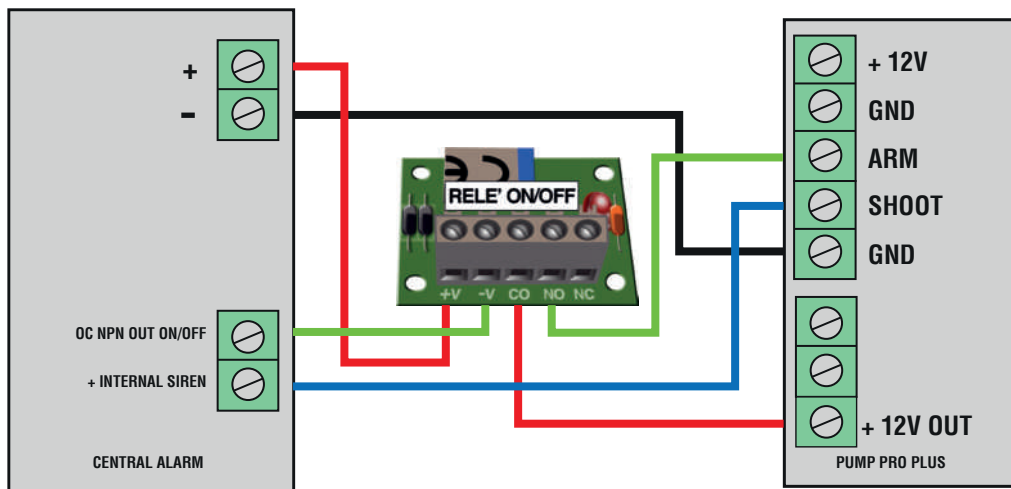 +
-
OC NPN OUT ON/OFF
+ INTERNAL SIREN
CENTRAL ALARM
RELE' ON/OFF
+V -V CO NO NC
+ 12V
GND
ARM
SHOOT
GND
+ 12V OUT
PUMP PRO PLUS